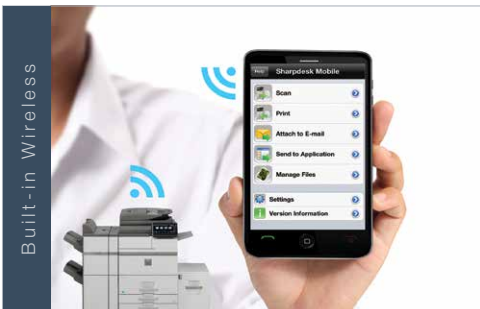 Built-in Wireless
Help
Sharpdesk Mobile
Scan
Print
Attach to E-mail
Send to Application
Manage Files
Settings
Version Information